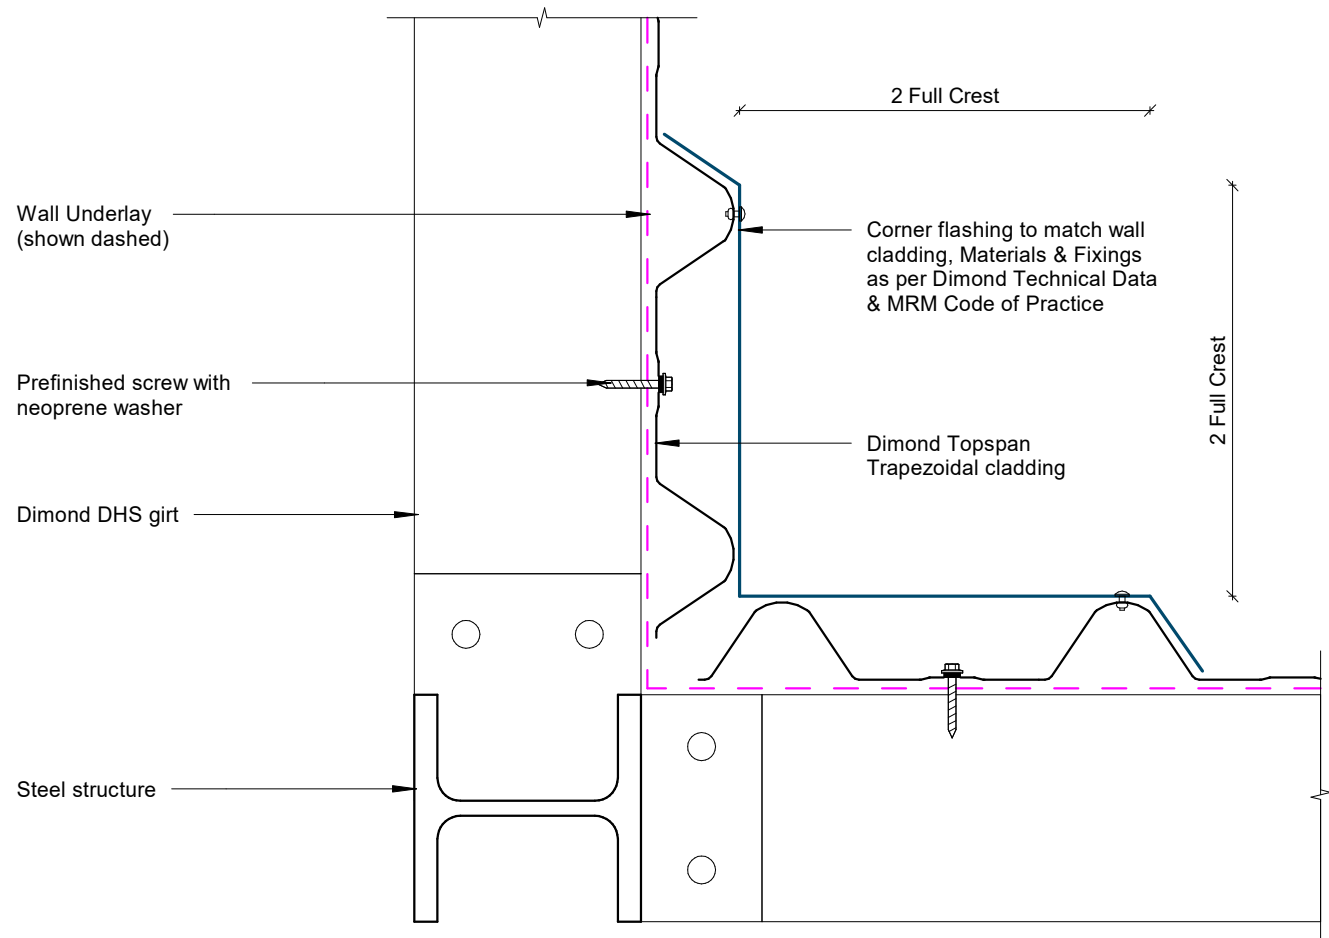 2 Full Crest
Wall Underlay
(shown dashed)
Corner flashing to match wall
cladding, Materials & Fixings
as per Dimond Technical Data
& MRM Code of Practice
2 Full Crest
Prefinished screw with
neoprene washer
Dimond Topspan
Trapezoidal cladding
Dimond DHS girt
Steel structure